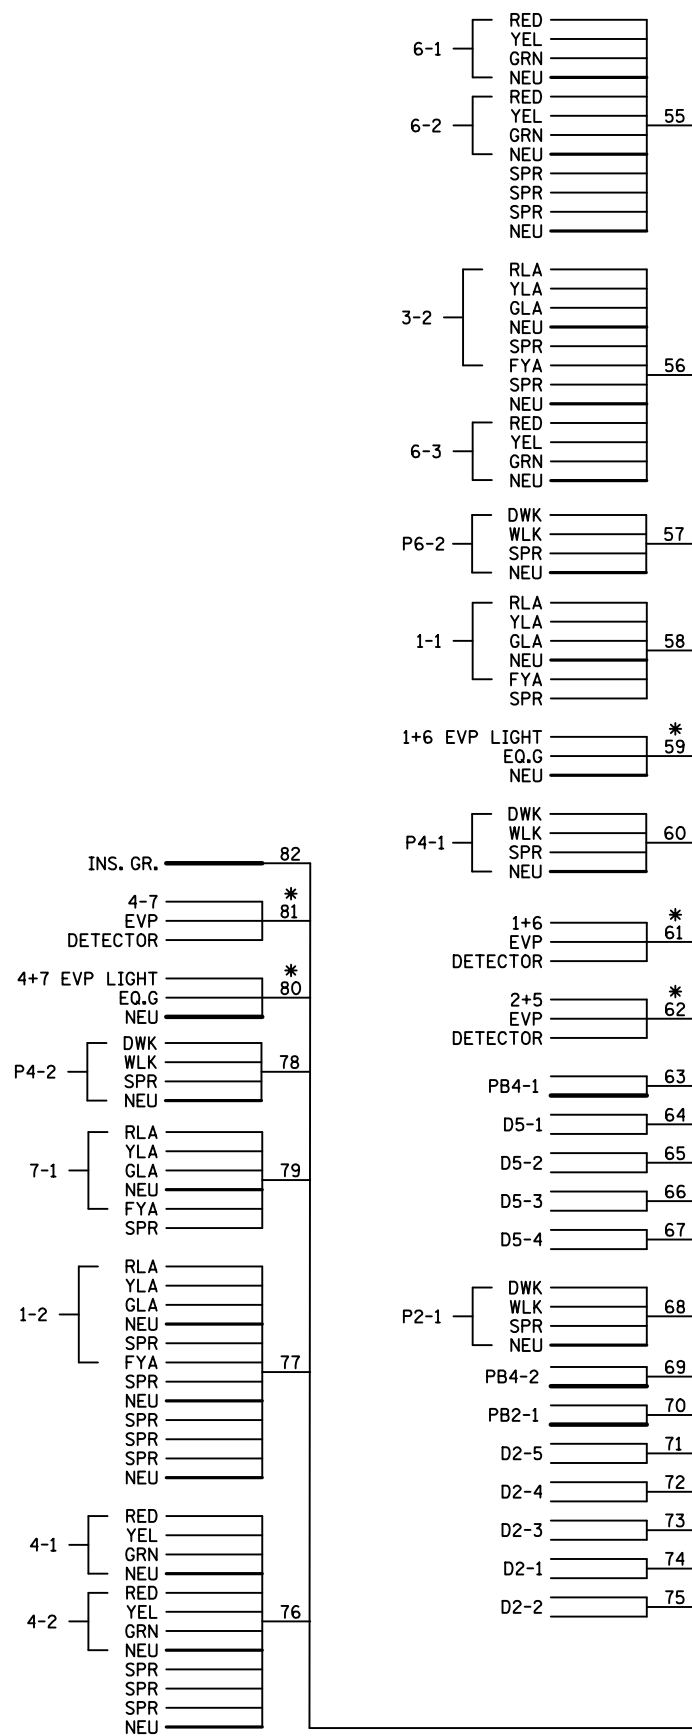 6-1
RED
YEL
GRN
NEU
6-2
RED
YEL
GRN
NEU
SPR
SPR
SPR
NEU
55
3-2
RLA
YLA
GLA
NEU
SPR
FYA
SPR
NEU
56
6-3
RED
YEL
GRN
NEU
P6-2
DWK
WLK
SPR
NEU
57
1-1
RLA
YLA
GLA
NEU
FYA
SPR
58
1+6 EVP LIGHT
EQ.G
NEU
*
59
P4-1
DWK
WLK
SPR
NEU
60
1+6
EVP
DETECTOR
*
61
2+5
EVP
DETECTOR
*
62
PB4-1 63
D5-1 64
D5-2 65
D5-3 66
D5-4 67
P2-1
DWK
WLK
SPR
NEU
68
PB4-2 69
PB2-1 70
D2-5 71
D2-4 72
D2-3 73
D2-1 74
D2-2 75
INS. GR. 82
4-7
EVP
DETECTOR
*
81
4+7 EVP LIGHT
EQ.G
NEU
*
80
P4-2
DWK
WLK
SPR
NEU
78
7-1
RLA
YLA
GLA
NEU
FYA
SPR
79
1-2
RLA
YLA
GLA
NEU
SPR
FYA
SPR
NEU
SPR
SPR
SPR
NEU
77
4-1
RED
YEL
GRN
NEU
4-2
RED
YEL
GRN
NEU
SPR
SPR
SPR
NEU
76